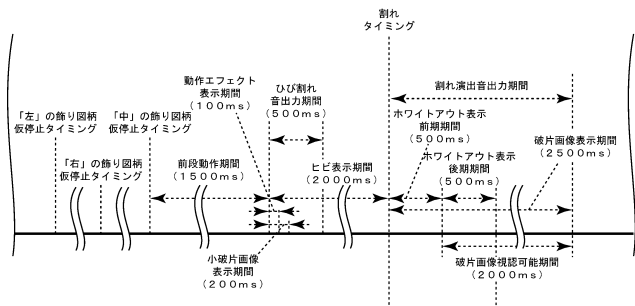 割れ
タイミング
動作エフェクト
表示期間
（100ms）
ひび割れ
音出力期間
（500ms）
割れ演出音出力期間
「左」の飾り図柄
仮停止タイミング
「中」の飾り図柄
仮停止タイミング
ホワイトアウト表示
前期期間
（500ms）
破片画像表示期間
（2500ms）
「右」の飾り図柄
仮停止タイミング
前段動作期間
（1500ms）
ヒビ表示期間
（2000ms）
ホワイトアウト表示
後期期間
（500ms）
小破片画像
表示期間
（200ms）
破片画像視認可能期間
（2000ms）